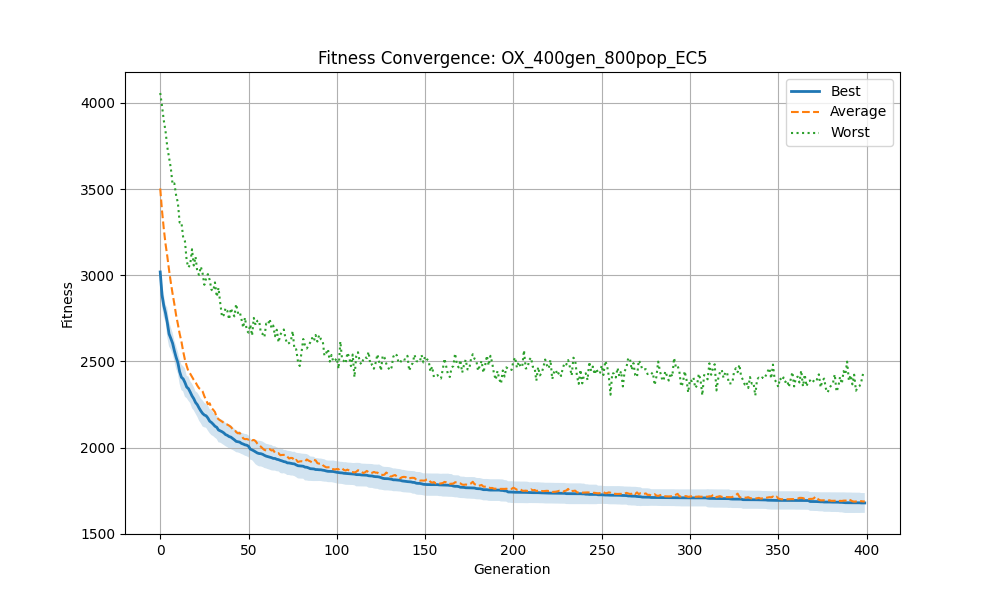 Fitness Convergence: OX_400gen_800pop_EC5
Best
Average
Worst
4000
3500
3000
2500
2000
1500
Fitness
0 50 100 150 200 250 300 350 400
Generation